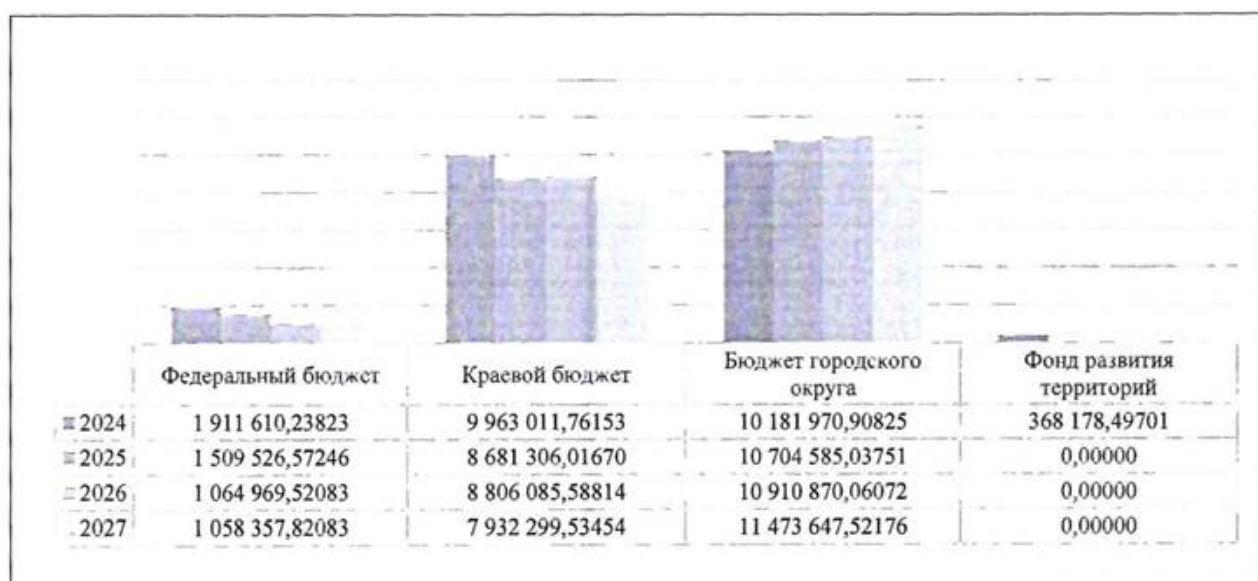 Федеральный бюджет Краевой бюджет Бюджет городского округа Фонд развития территорий
2024 1 911 610,23823 9 963 011,76153 10 181 970,90825 368 178,49701
2025 1 509 526,57246 8 681 306,01670 10 704 585,03751 0,00000
2026 1 064 969,52083 8 806 085,58814 10 910 870,06072 0,00000
2027 1 058 357,82083 7 932 299,53454 11 473 647,52176 0,00000